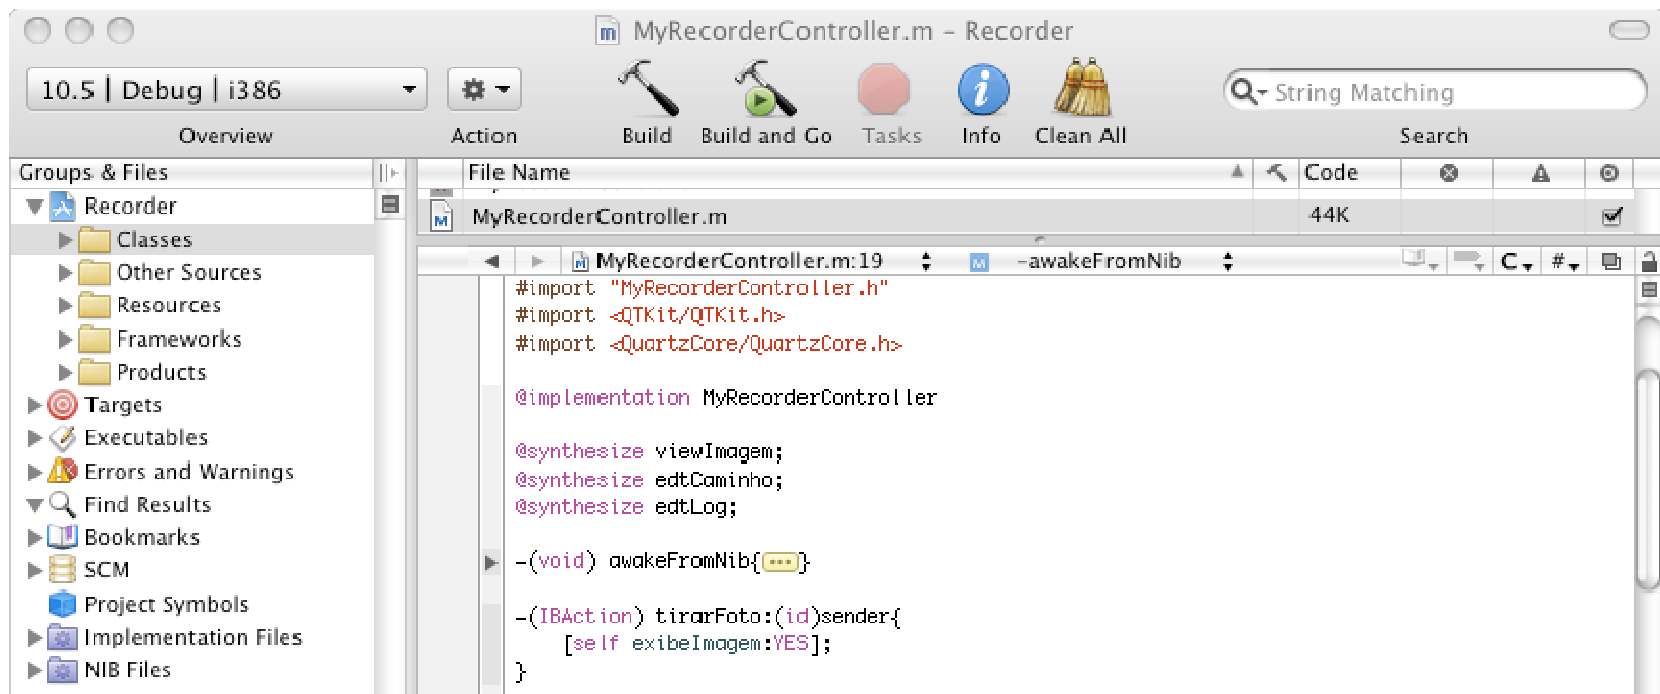 MyRecorderController.m – Recorder
10.5 | Debug | i386
String Matching
Overview
Action
Build
Build and Go
Tasks
Info
Clean All
Search
Groups & Files
Recorder
Classes
Other Sources
Resources
Frameworks
Products
Targets
Executables
Errors and Warnings
Find Results
Bookmarks
SCM
Project Symbols
Implementation Files
NIB Files
File Name
Code
MyRecorderController.m
44K
MyRecorderController.m:19
-awakeFromNib
C
#
#import "MyRecorderController.h"
#import <QTKit/QTKit.h>
#import <QuartzCore/QuartzCore.h>
@implementation MyRecorderController
@synthesize viewImagem;
@synthesize edtCaminho;
@synthesize edtLog;
-(void) awakeFromNib{...}
-(IBAction) tirarFoto:(id)sender{
[self exibeImagem:YES];
}